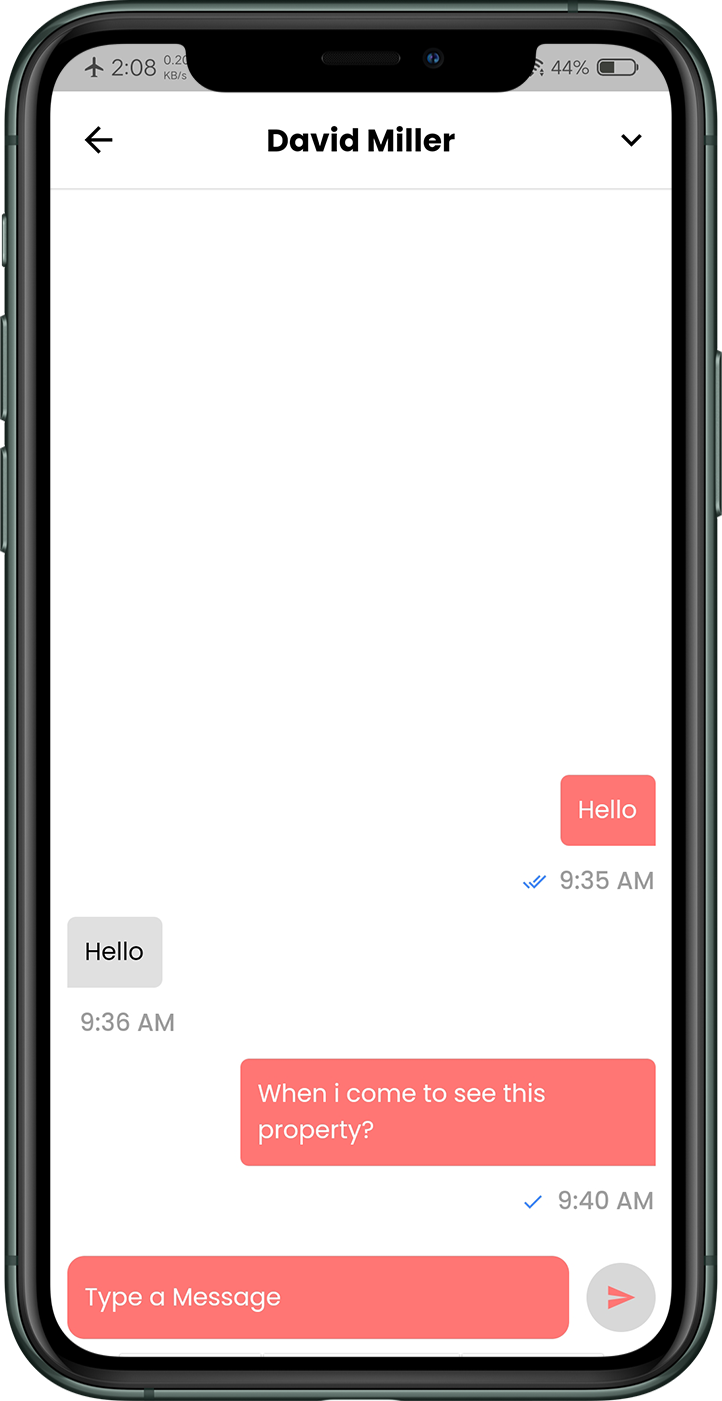 2:08 0.20 44%
KB/s
David Miller
Hello
9:35 AM
Hello
9:36 AM
When i come to see this
property?
9:40 AM
Type a Message